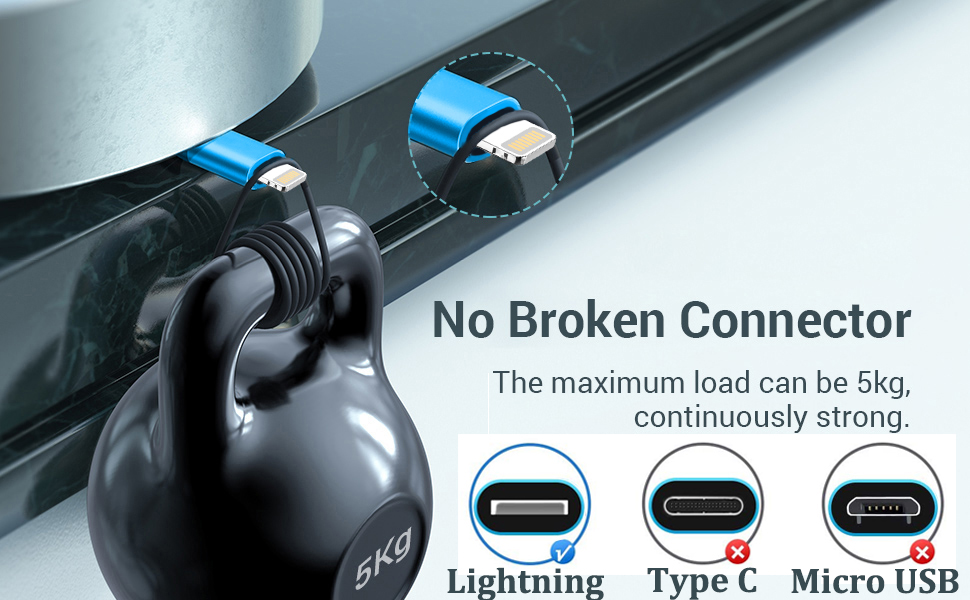 No Broken Connector
The maximum load can be 5kg,
continuously strong.
5Kg
Lightning
Type C
Micro USB